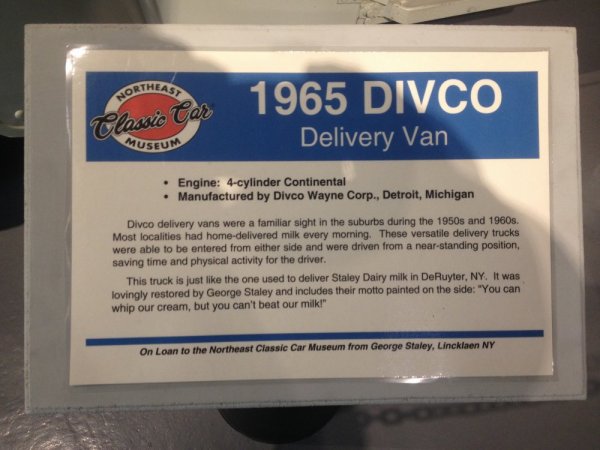 NORTHEAST
Classic Car
MUSEUM
1965 DIVCO
Delivery Van
• Engine: 4-cylinder Continental
• Manufactured by Divco Wayne Corp., Detroit, Michigan
Divco delivery vans were a familiar sight in the suburbs during the 1950s and 1960s.
Most localities had home-delivered milk every morning. These versatile delivery trucks
were able to be entered from either side and were driven from a near-standing position,
saving time and physical activity for the driver.
This truck is just like the one used to deliver Staley Dairy milk in DeRuyter, NY. It was
lovingly restored by George Staley and includes their motto painted on the side: "You can
whip our cream, but you can't beat our milk!"
On Loan to the Northeast Classic Car Museum from George Staley, Lincklaen NY